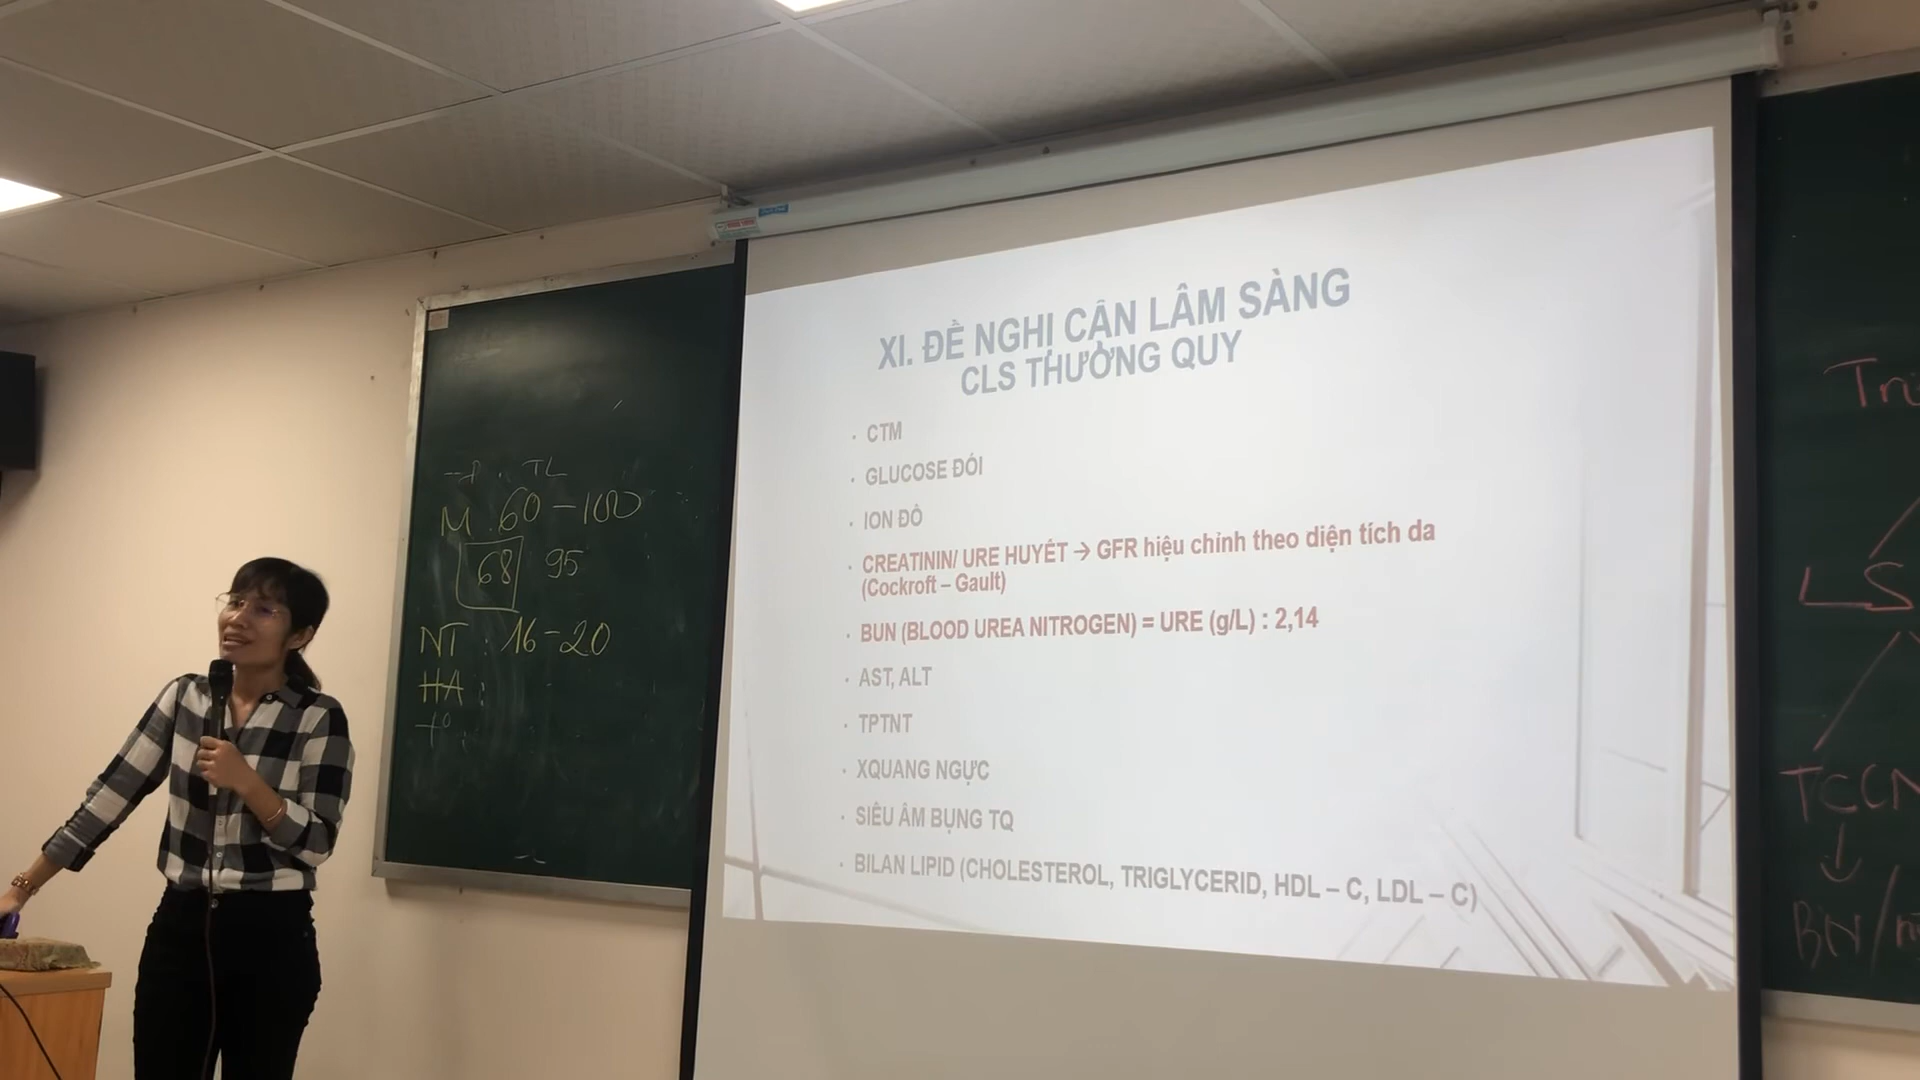 TL
M : 60 – 100
68 95
NT : 16 – 20
HA :
t° :
XI. ĐỀ NGHỊ CẬN LÂM SÀNG
CLS THƯỜNG QUY
• CTM
• GLUCOSE ĐÓI
• ION ĐỒ
• CREATININ/ URE HUYẾT → GFR hiệu chỉnh theo diện tích da
(Cockroft – Gault)
• BUN (BLOOD UREA NITROGEN) = URE (g/L) : 2,14
• AST, ALT
• TPTNT
• XQUANG NGỰC
• SIÊU ÂM BỤNG TQ
• BILAN LIPID (CHOLESTEROL, TRIGLYCERID, HDL – C, LDL – C)
LS
TCCN
BN/